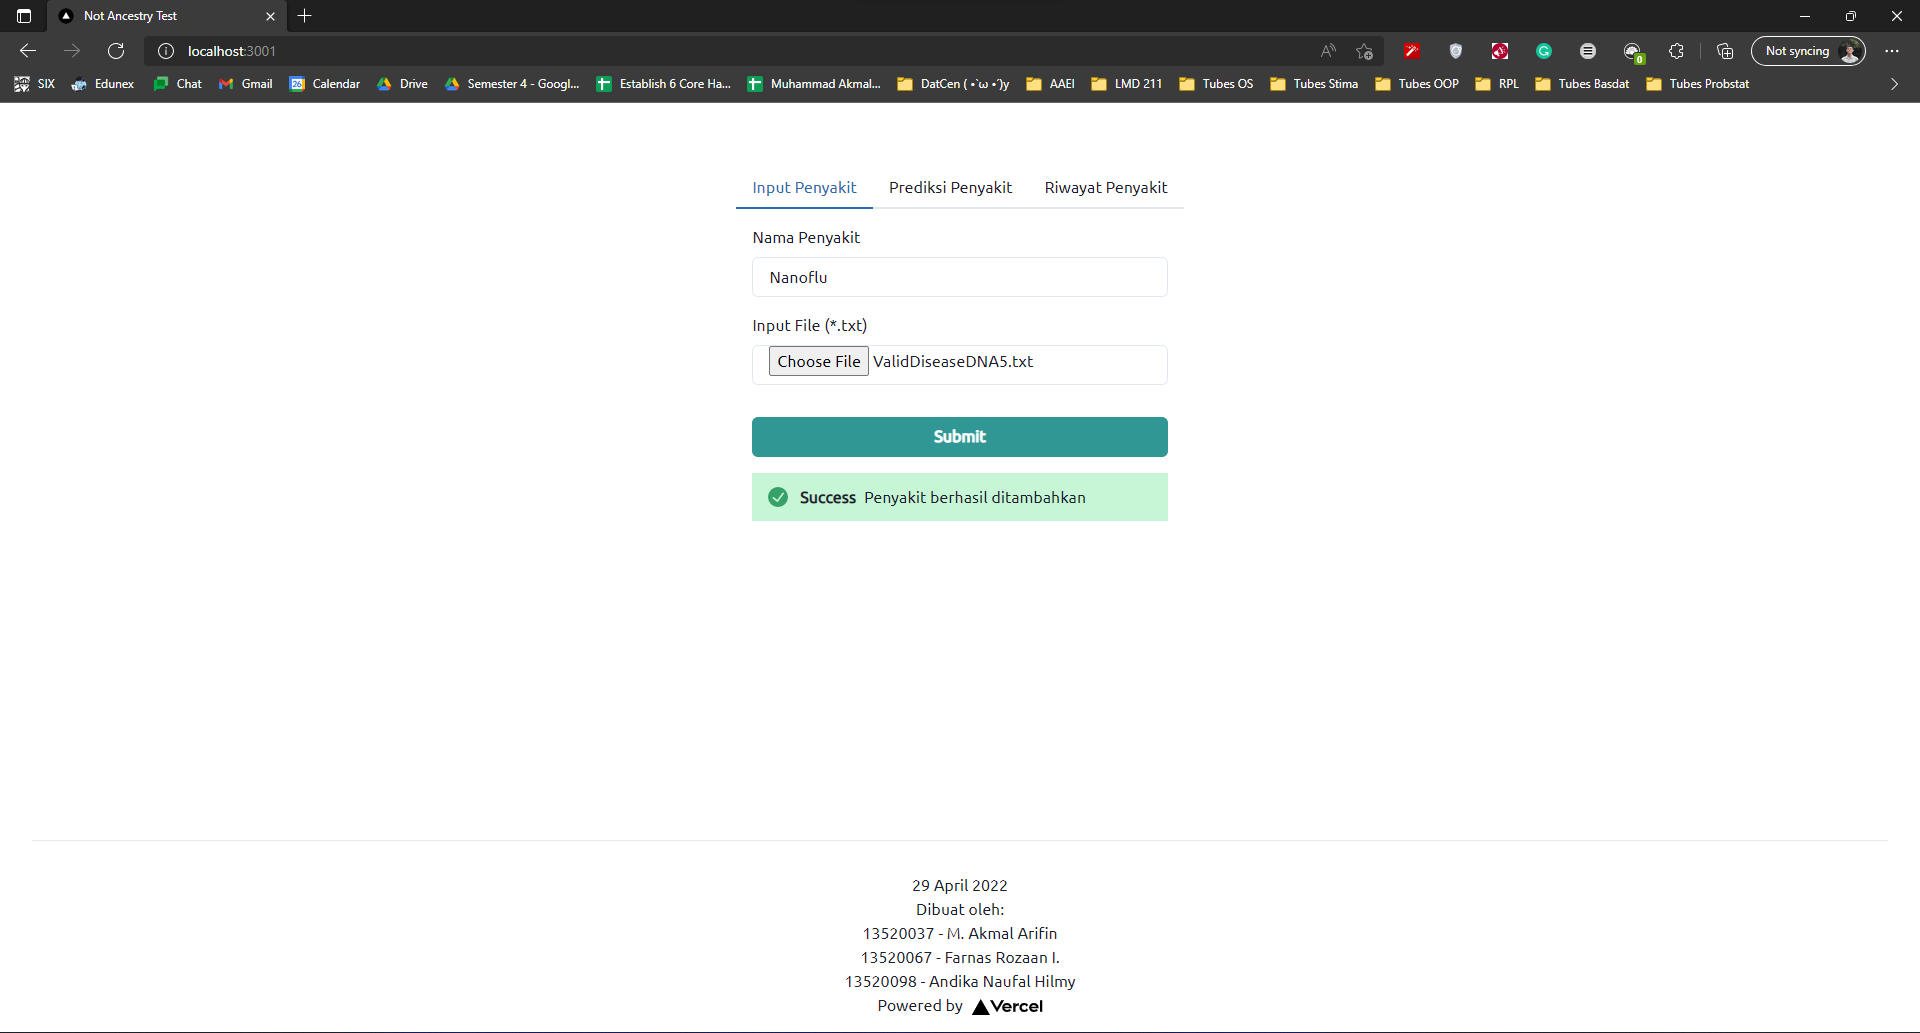 Not Ancestry Test
localhost:3001
Not syncing
0
SIX Edunex Chat Gmail 26 Calendar Drive Semester 4 - Googl... Establish 6 Core Ha... Muhammad Akmal... DatCen ( •̀ ω •́ )y AAEI LMD 211 Tubes OS Tubes Stima Tubes OOP RPL Tubes Basdat Tubes Probstat
Input Penyakit Prediksi Penyakit Riwayat Penyakit
Nama Penyakit
Nanoflu
Input File (*.txt)
Choose File ValidDiseaseDNA5.txt
Submit
Success Penyakit berhasil ditambahkan
29 April 2022
Dibuat oleh:
13520037 - M. Akmal Arifin
13520067 - Farnas Rozaan I.
13520098 - Andika Naufal Hilmy
Powered by Vercel